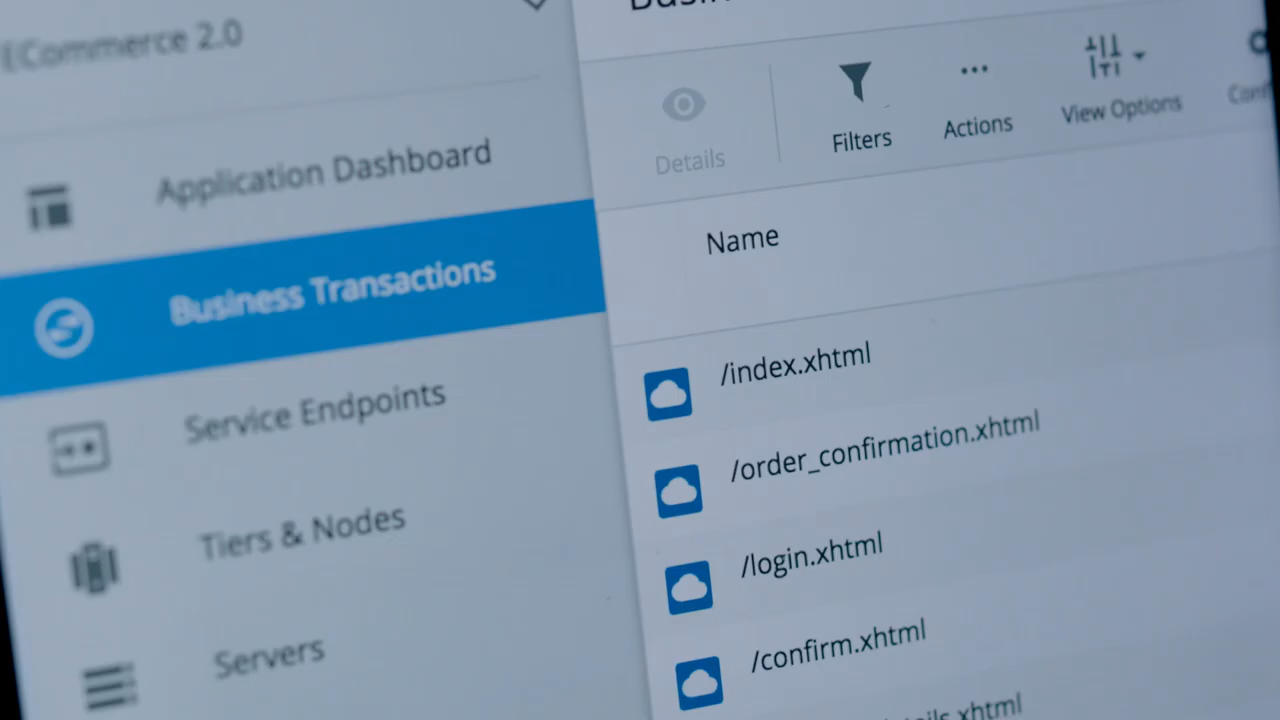 ECommerce 2.0
Application Dashboard
Business Transactions
Service Endpoints
Tiers & Nodes
Servers
Details
Filters
Actions
View Options
Name
/index.xhtml
/order_confirmation.xhtml
/login.xhtml
/confirm.xhtml